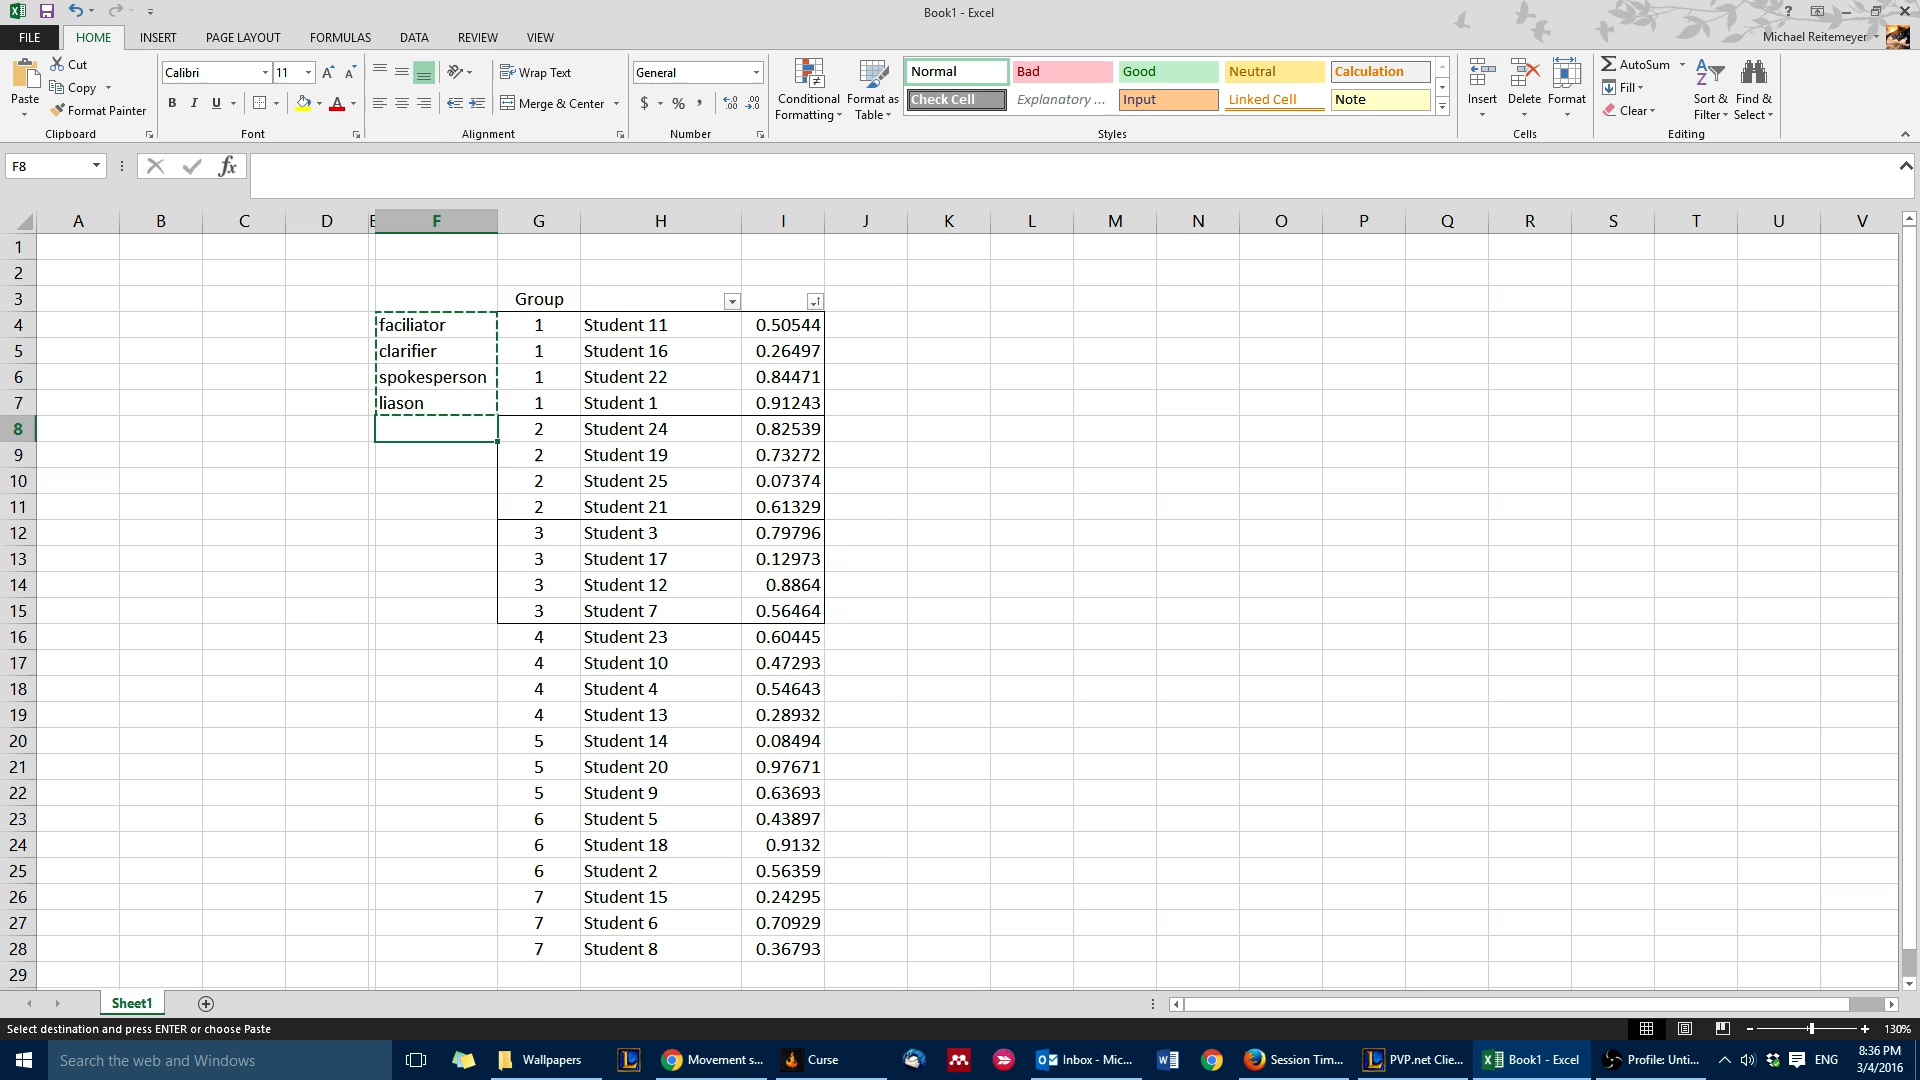 Book1 - Excel
FILE HOME INSERT PAGE LAYOUT FORMULAS DATA REVIEW VIEW
Michael Reitemeyer
Paste Cut Copy Format Painter Clipboard
Calibri 11 B I U Font
Wrap Text Merge & Center Alignment
General $ % Number
Conditional Formatting Format as Table
Normal Bad Good Neutral Calculation
Check Cell Explanatory ... Input Linked Cell Note
Styles
Insert Delete Format Cells
AutoSum Fill Clear Sort & Filter Find & Select Editing
F8 fx
A B C D E F G H I J K L M N O P Q R S T U V
1
2
3 Group
4 faciliator 1 Student 11 0.50544
5 clarifier 1 Student 16 0.26497
6 spokesperson 1 Student 22 0.84471
7 liason 1 Student 1 0.91243
8 2 Student 24 0.82539
9 2 Student 19 0.73272
10 2 Student 25 0.07374
11 2 Student 21 0.61329
12 3 Student 3 0.79796
13 3 Student 17 0.12973
14 3 Student 12 0.8864
15 3 Student 7 0.56464
16 4 Student 23 0.60445
17 4 Student 10 0.47293
18 4 Student 4 0.54643
19 4 Student 13 0.28932
20 5 Student 14 0.08494
21 5 Student 20 0.97671
22 5 Student 9 0.63693
23 6 Student 5 0.43897
24 6 Student 18 0.9132
25 6 Student 2 0.56359
26 7 Student 15 0.24295
27 7 Student 6 0.70929
28 7 Student 8 0.36793
29
Sheet1
Select destination and press ENTER or choose Paste 130%
Search the web and Windows Wallpapers Movement s... Curse Inbox - Mic... Session Tim... PVP.net Clie... Book1 - Excel Profile: Unti... ENG 8:36 PM
3/4/2016